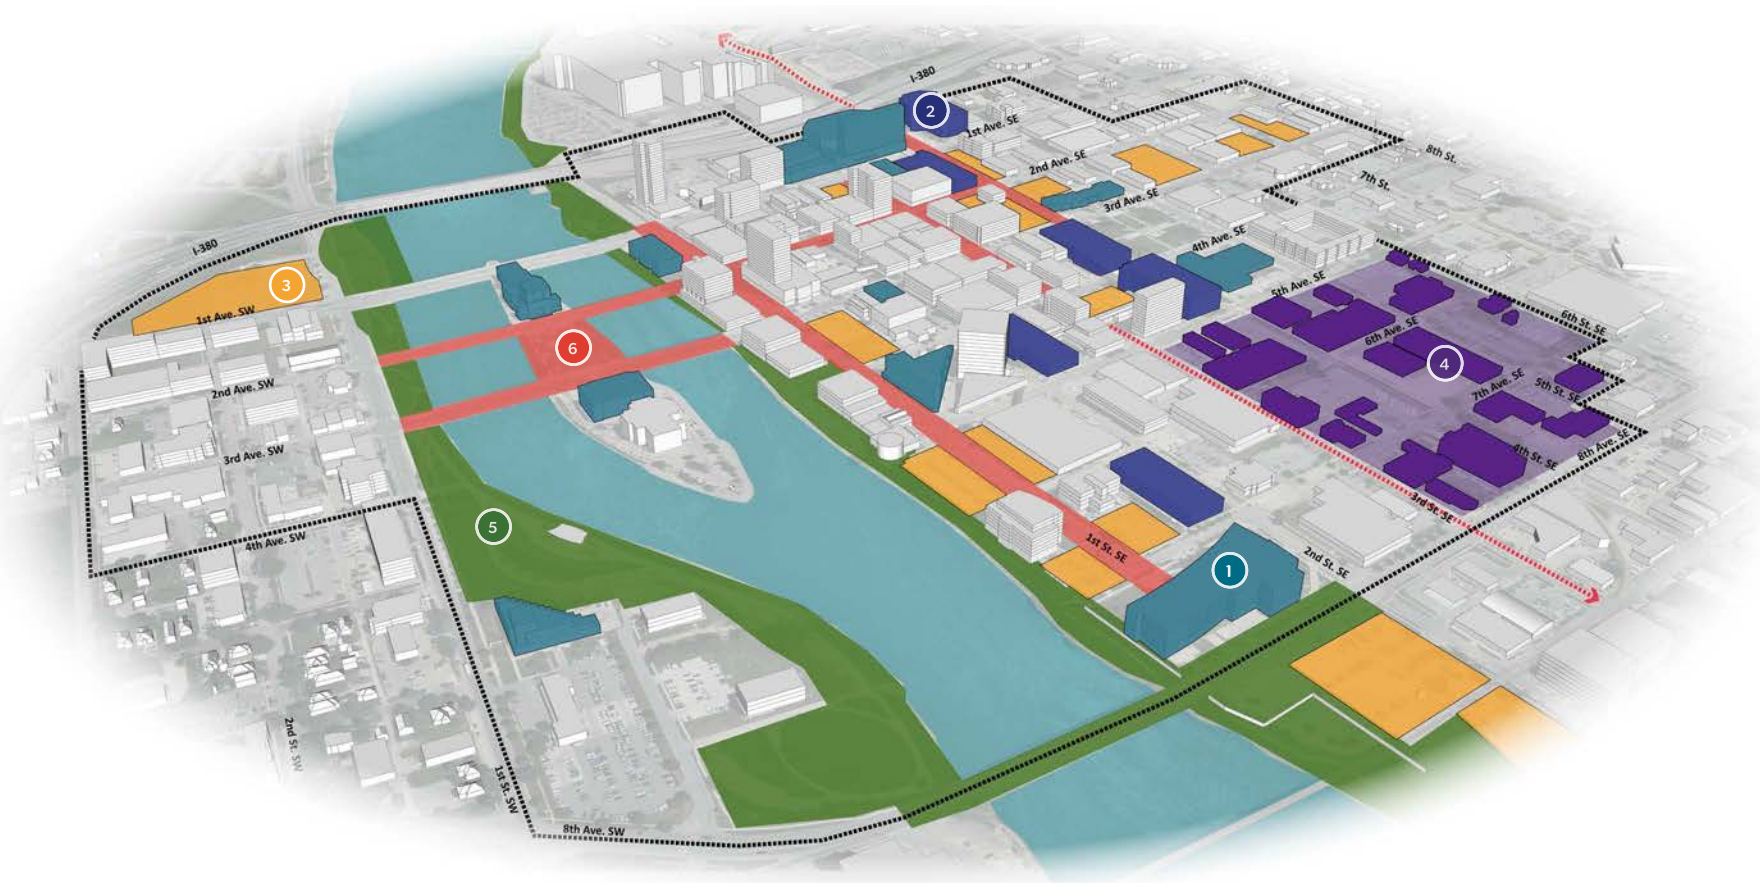 I-380
2
1st Ave. SE
2nd Ave. SE
8th St.
7th St.
3rd Ave. SE
4th Ave. SE
I-380
5th Ave. SE
3
1st Ave. SW
6th St. SE
6th Ave. SE
6
4
2nd Ave. SW
7th Ave. SE
5th St. SE
3rd Ave. SW
4th St. SE
8th Ave. SE
3rd St. SE
5
4th Ave. SW
1st St. SE
2nd St. SE
1
2nd St. SW
1st St. SW
8th Ave. SW